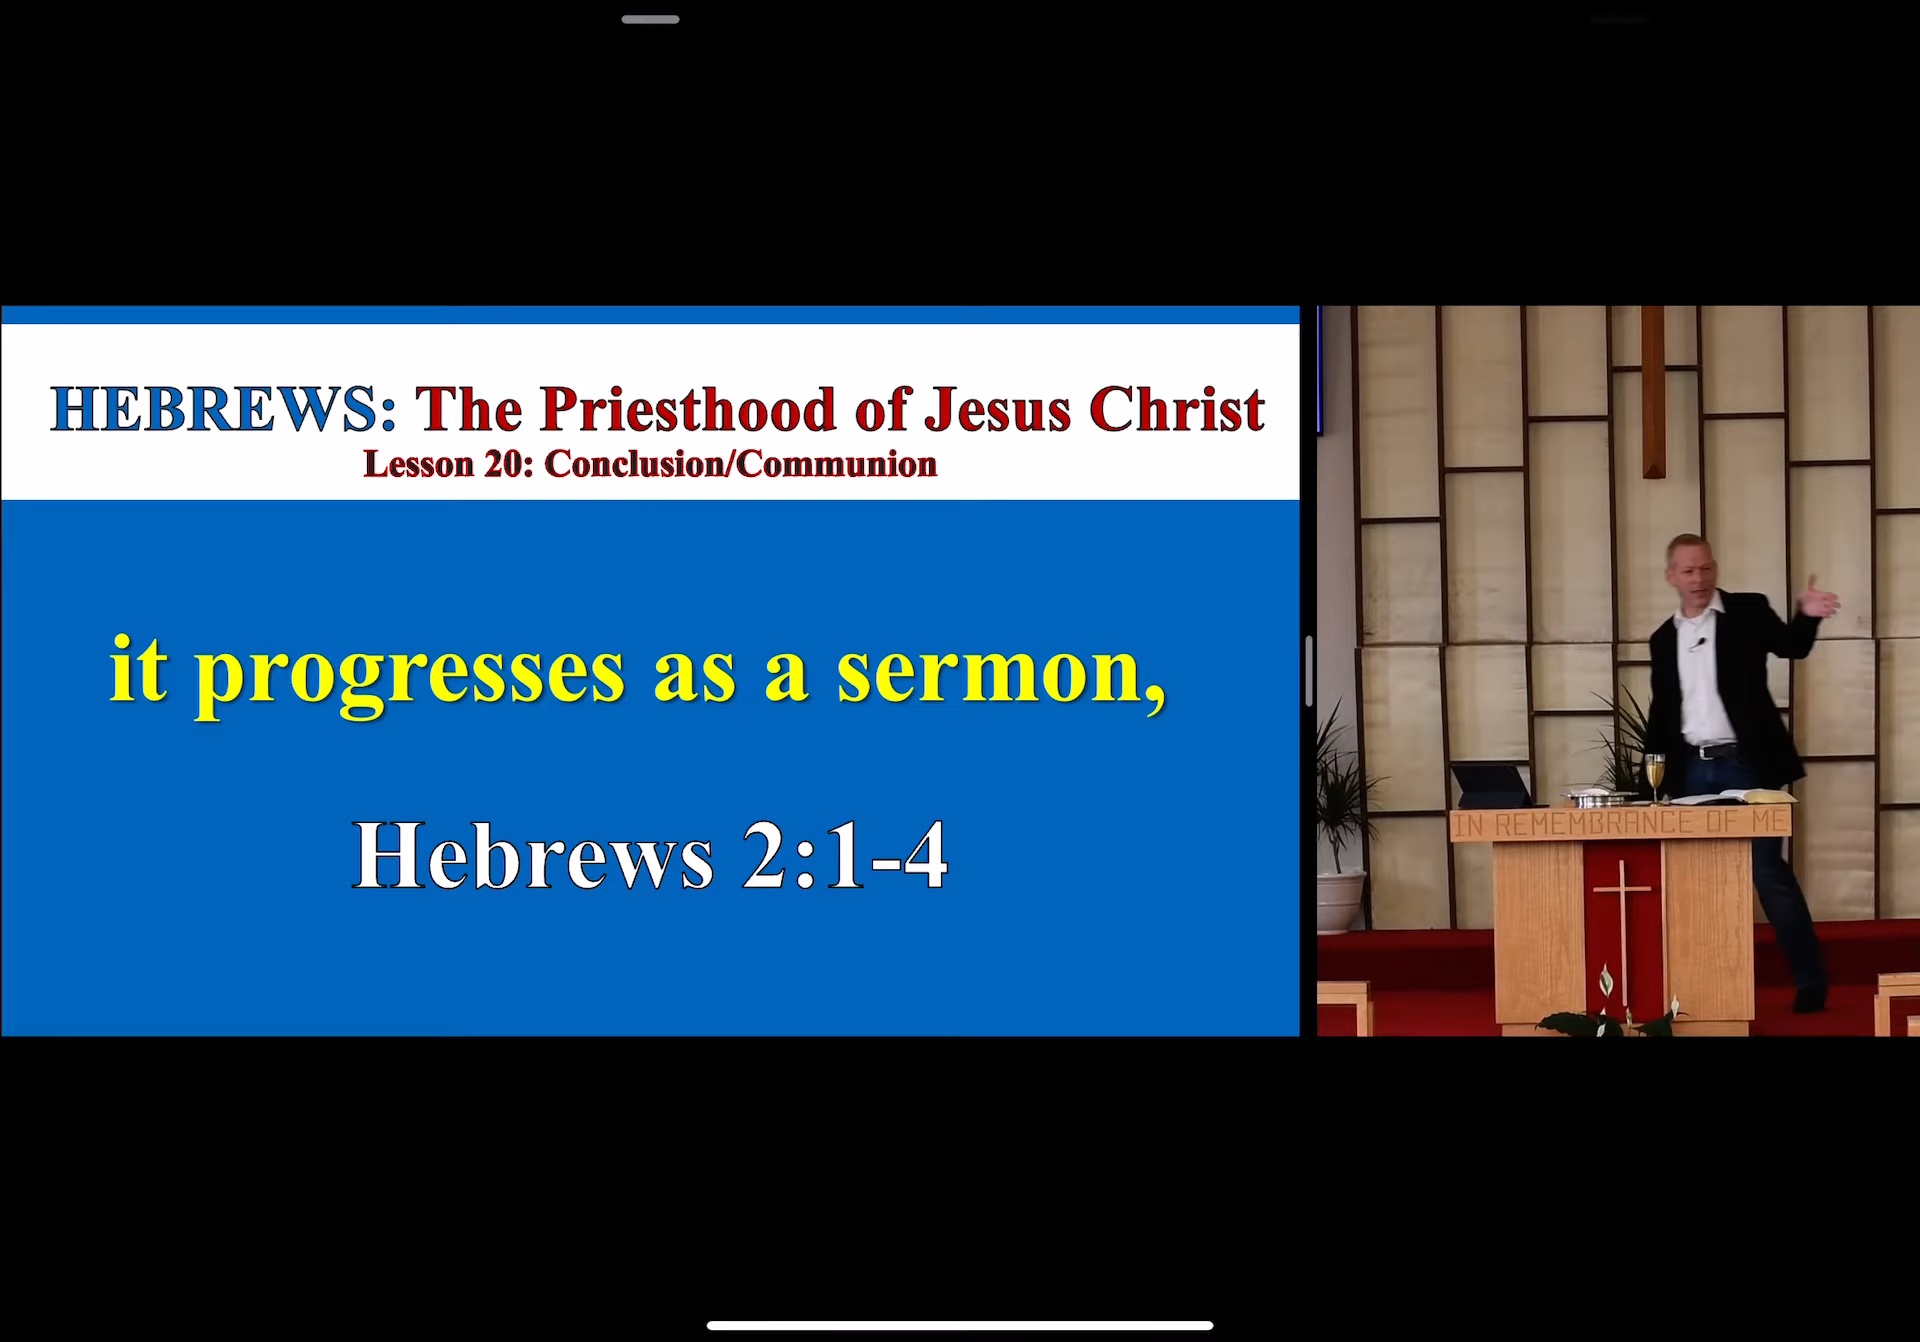 HEBREWS: The Priesthood of Jesus Christ
Lesson 20: Conclusion/Communion
it progresses as a sermon,
Hebrews 2:1-4
IN REMEMBRANCE OF ME